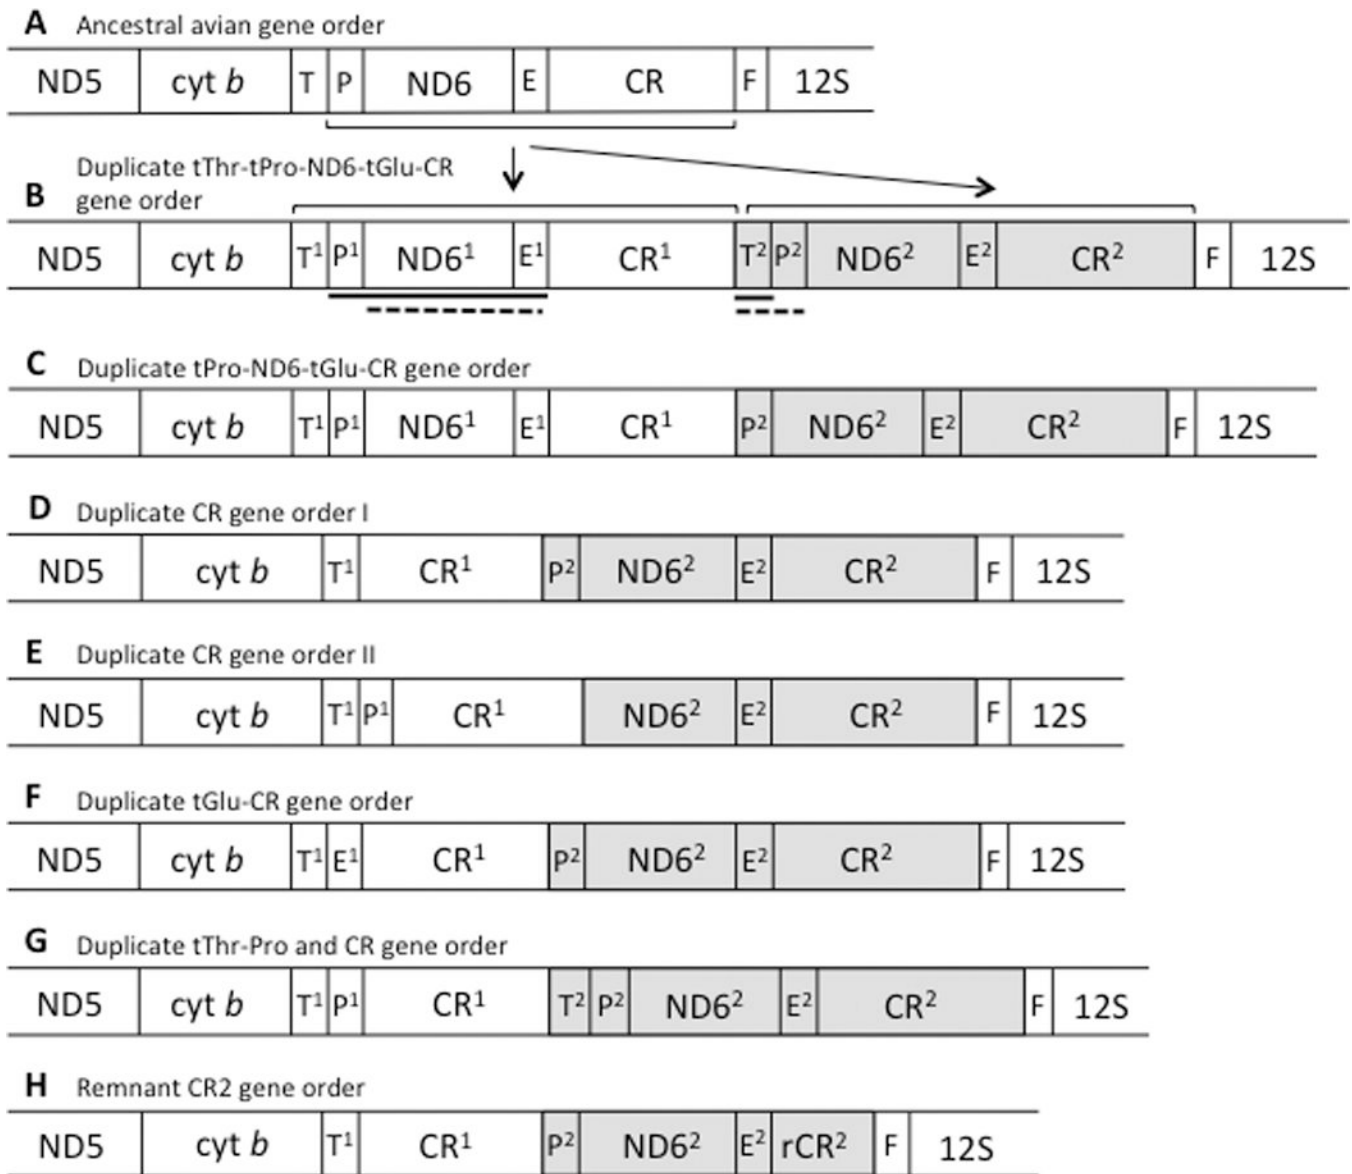 A Ancestral avian gene order
ND5 cyt b T P ND6 E CR F 12S
Duplicate tThr-tPro-ND6-tGlu-CR
B gene order
ND5 cyt b T¹ P¹ ND6¹ E¹ CR¹ T² P² ND6² E² CR² F 12S
C Duplicate tPro-ND6-tGlu-CR gene order
ND5 cyt b T¹ P¹ ND6¹ E¹ CR¹ P² ND6² E² CR² F 12S
D Duplicate CR gene order I
ND5 cyt b T¹ CR¹ P² ND6² E² CR² F 12S
E Duplicate CR gene order II
ND5 cyt b T¹ P¹ CR¹ ND6² E² CR² F 12S
F Duplicate tGlu-CR gene order
ND5 cyt b T¹ E¹ CR¹ P² ND6² E² CR² F 12S
G Duplicate tThr-Pro and CR gene order
ND5 cyt b T¹ P¹ CR¹ T² P² ND6² E² CR² F 12S
H Remnant CR2 gene order
ND5 cyt b T¹ CR¹ P² ND6² E² rCR² F 12S